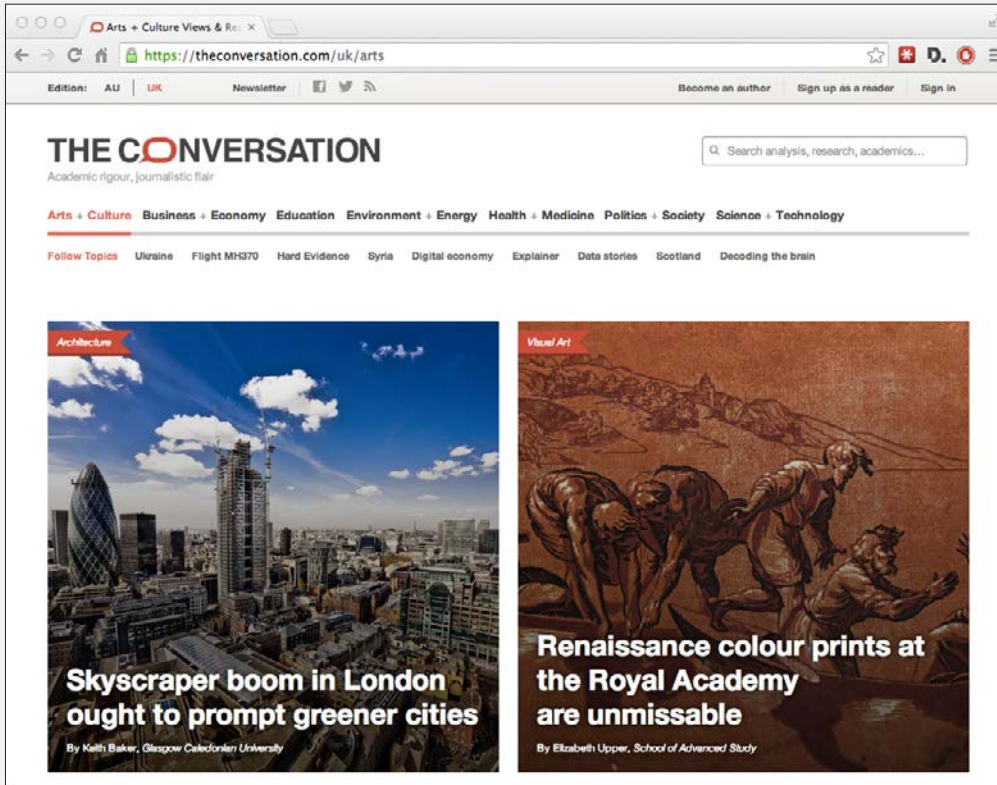 Arts + Culture Views & Re
https://theconversation.com/uk/arts
D.
Edition: AU UK Newsletter Become an author Sign up as a reader Sign in
THE CONVERSATION
Academic rigour, journalistic flair
Search analysis, research, academics...
Arts + Culture Business + Economy Education Environment + Energy Health + Medicine Politics + Society Science + Technology
Follow Topics Ukraine Flight MH370 Hard Evidence Syria Digital economy Explainer Data stories Scotland Decoding the brain
Architecture
Skyscraper boom in London
ought to prompt greener cities
By Keith Baker, Glasgow Caledonian University
Visual Art
Renaissance colour prints at
the Royal Academy
are unmissable
By Elizabeth Upper, School of Advanced Study